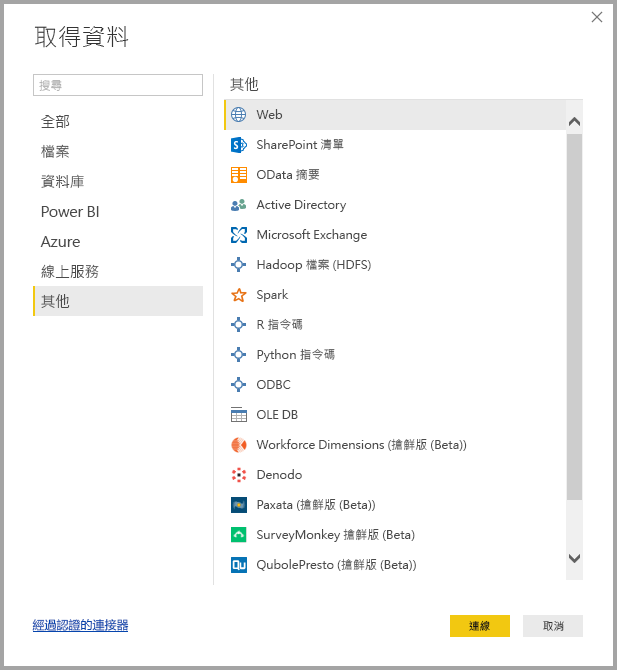 取得資料
搜尋
全部
檔案
資料庫
Power BI
Azure
線上服務
其他
其他
Web
SharePoint 清單
OData 摘要
Active Directory
Microsoft Exchange
Hadoop 檔案 (HDFS)
Spark
R 指令碼
Python 指令碼
ODBC
OLE DB
Workforce Dimensions (搶鮮版 (Beta))
Denodo
Paxata (搶鮮版 (Beta))
SurveyMonkey 搶鮮版 (Beta)
QubolePresto (搶鮮版 (Beta))
經過認證的連接器
連線
取消